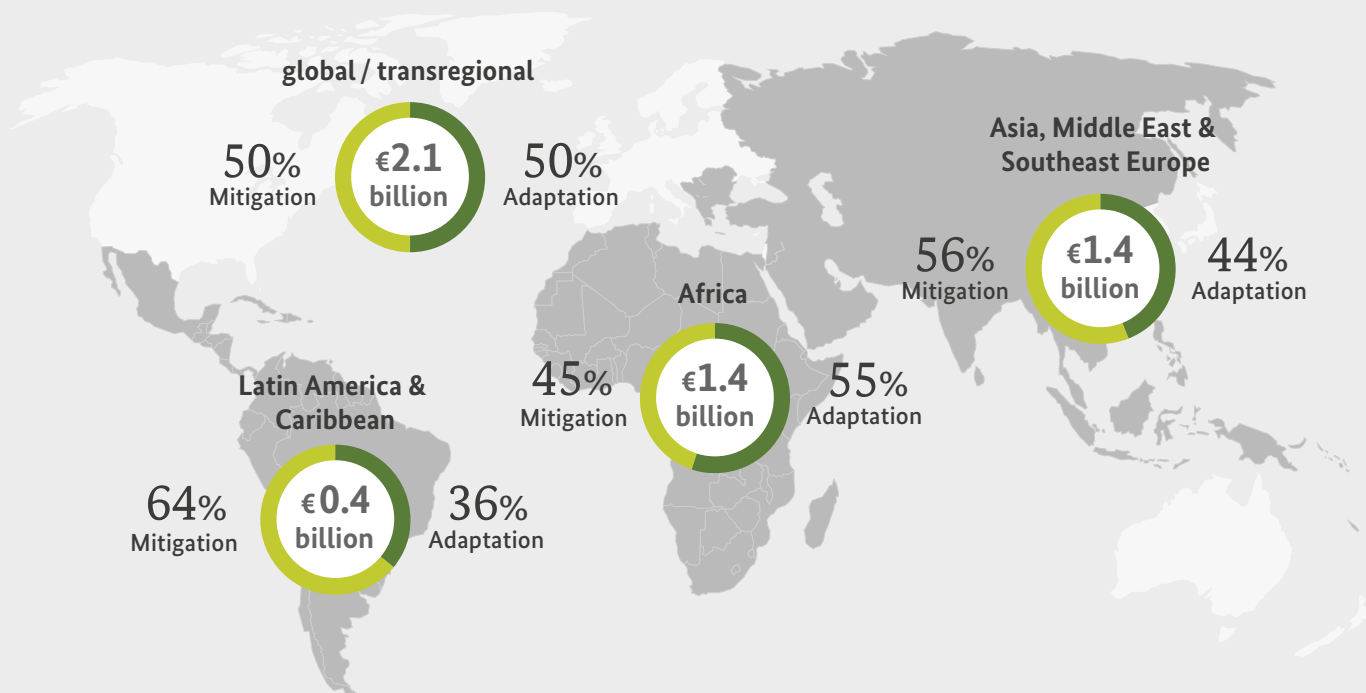 global / transregional
50%
Mitigation
€2.1
billion
50%
Adaptation
Asia, Middle East &
Southeast Europe
56%
Mitigation
€1.4
billion
44%
Adaptation
Africa
45%
Mitigation
€1.4
billion
55%
Adaptation
Latin America &
Caribbean
64%
Mitigation
€0.4
billion
36%
Adaptation